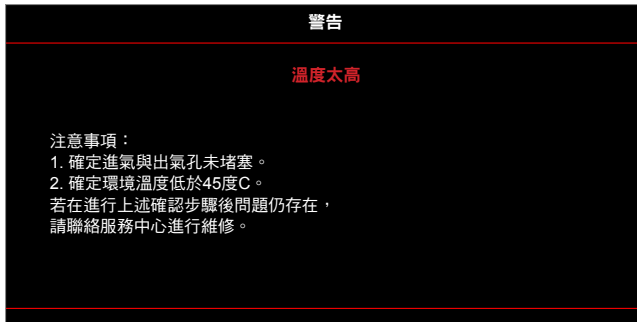 警告
溫度太高
注意事項：
1. 確定進氣與出氣孔未堵塞。
2. 確定環境溫度低於45度C。
若在進行上述確認步驟後問題仍存在，
請聯絡服務中心進行維修。